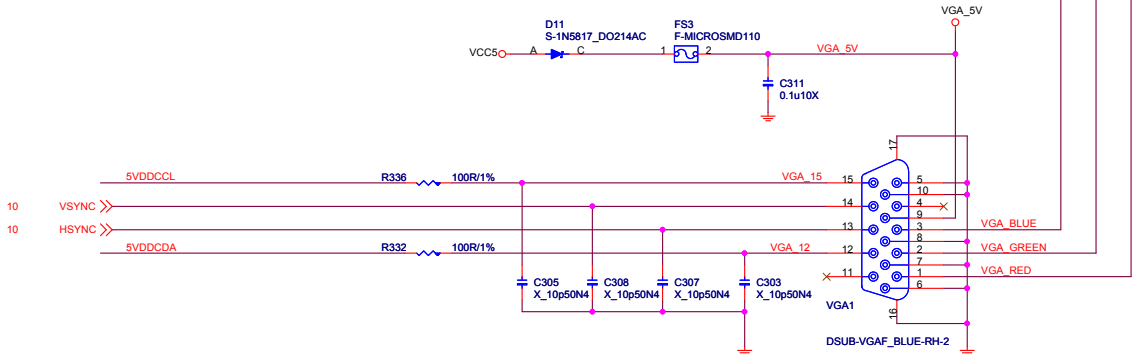 VGA_5V
D11
S-1N5817_DO214AC
FS3
F-MICROSMD110
VCC5 A C 1 2 VGA_5V
C311
0.1u10X
17
5VDDCCL R336 100R/1% VGA_15 15 5
10
10 VSYNC 14 4
9
10 HSYNC 13 3 VGA_BLUE
8
5VDDCDA R332 100R/1% VGA_12 12 2 VGA_GREEN
7
11 1 VGA_RED
C305 C308 C307 C303 6
X_10p50N4 X_10p50N4 X_10p50N4 X_10p50N4
VGA1 16
DSUB-VGAF_BLUE-RH-2